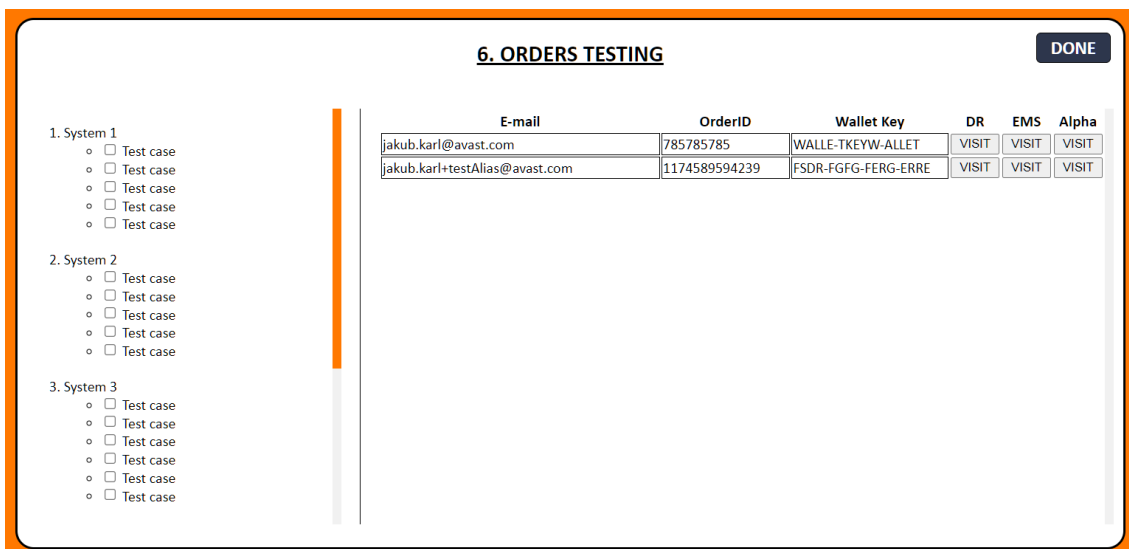 6. ORDERS TESTING
DONE
1. System 1
Test case
Test case
Test case
Test case
Test case
2. System 2
Test case
Test case
Test case
Test case
Test case
3. System 3
Test case
Test case
Test case
Test case
Test case
Test case
E-mail OrderID Wallet Key DR EMS Alpha
jakub.karl@avast.com 785785785 WALLE-TKEYW-ALLET VISIT VISIT VISIT
jakub.karl+testAlias@avast.com 1174589594239 FSDR-FGFG-FERG-ERRE VISIT VISIT VISIT